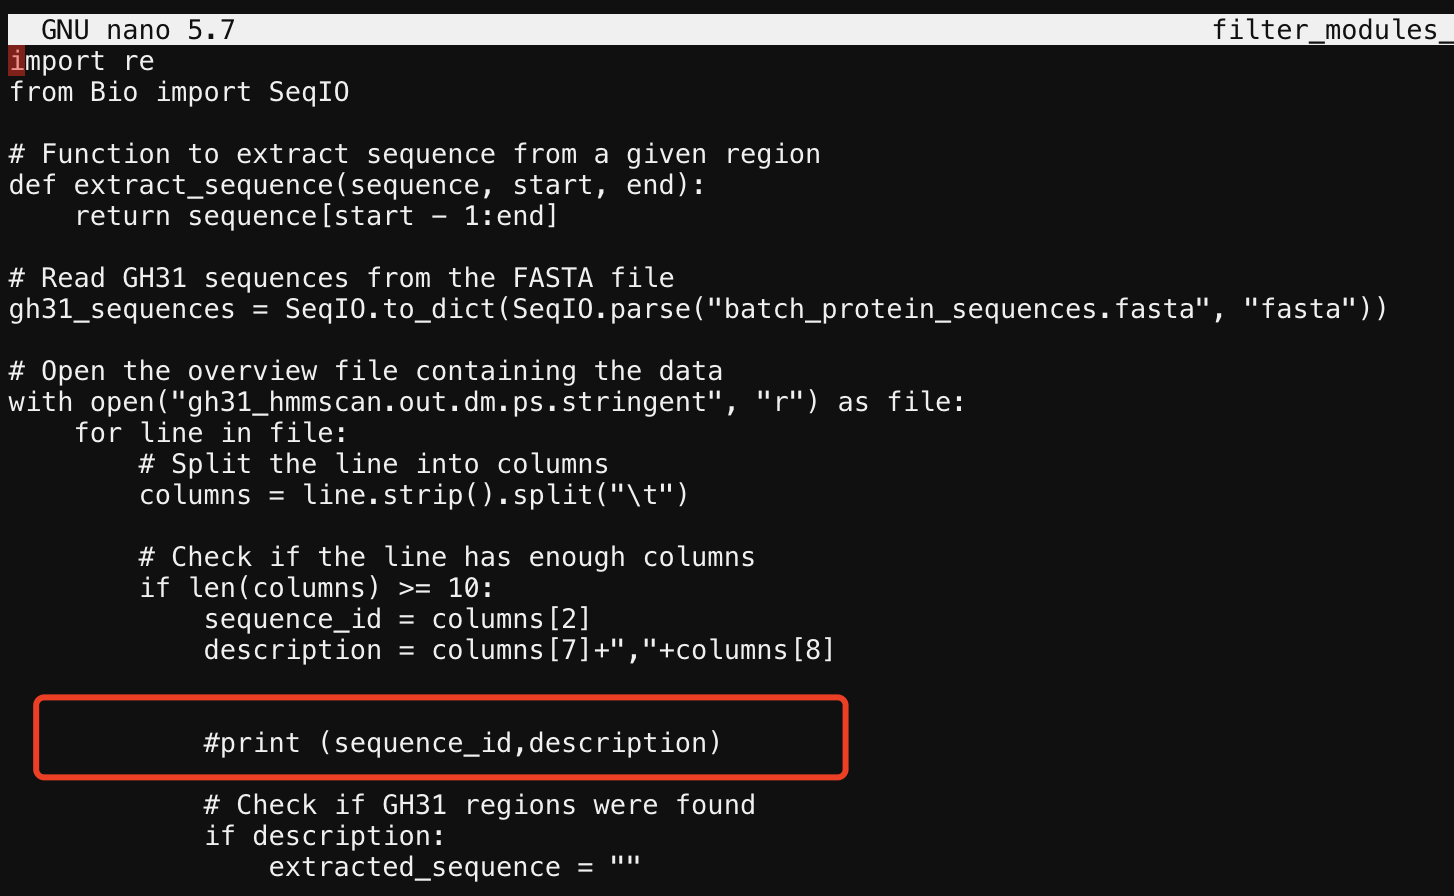 GNU nano 5.7 filter_modules_
import re
from Bio import SeqIO
# Function to extract sequence from a given region
def extract_sequence(sequence, start, end):
    return sequence[start - 1:end]
# Read GH31 sequences from the FASTA file
gh31_sequences = SeqIO.to_dict(SeqIO.parse("batch_protein_sequences.fasta", "fasta"))
# Open the overview file containing the data
with open("gh31_hmmscan.out.dm.ps.stringent", "r") as file:
    for line in file:
        # Split the line into columns
        columns = line.strip().split("\t")
        # Check if the line has enough columns
        if len(columns) >= 10:
            sequence_id = columns[2]
            description = columns[7]+","+columns[8]
            #print (sequence_id,description)
            # Check if GH31 regions were found
            if description:
                extracted_sequence = ""